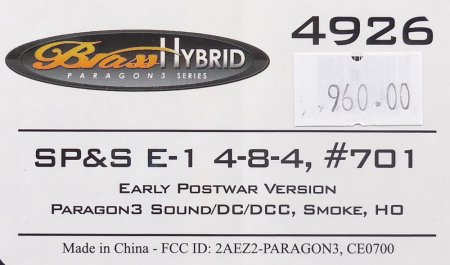 Brass Hybrid
PARAGON3 SERIES
4926
960.00
SP&S E-1 4-8-4, #701
EARLY POSTWAR VERSION
PARAGON3 SOUND/DC/DCC, SMOKE, HO
Made in China - FCC ID: 2AEZ2-PARAGON3, CE0700